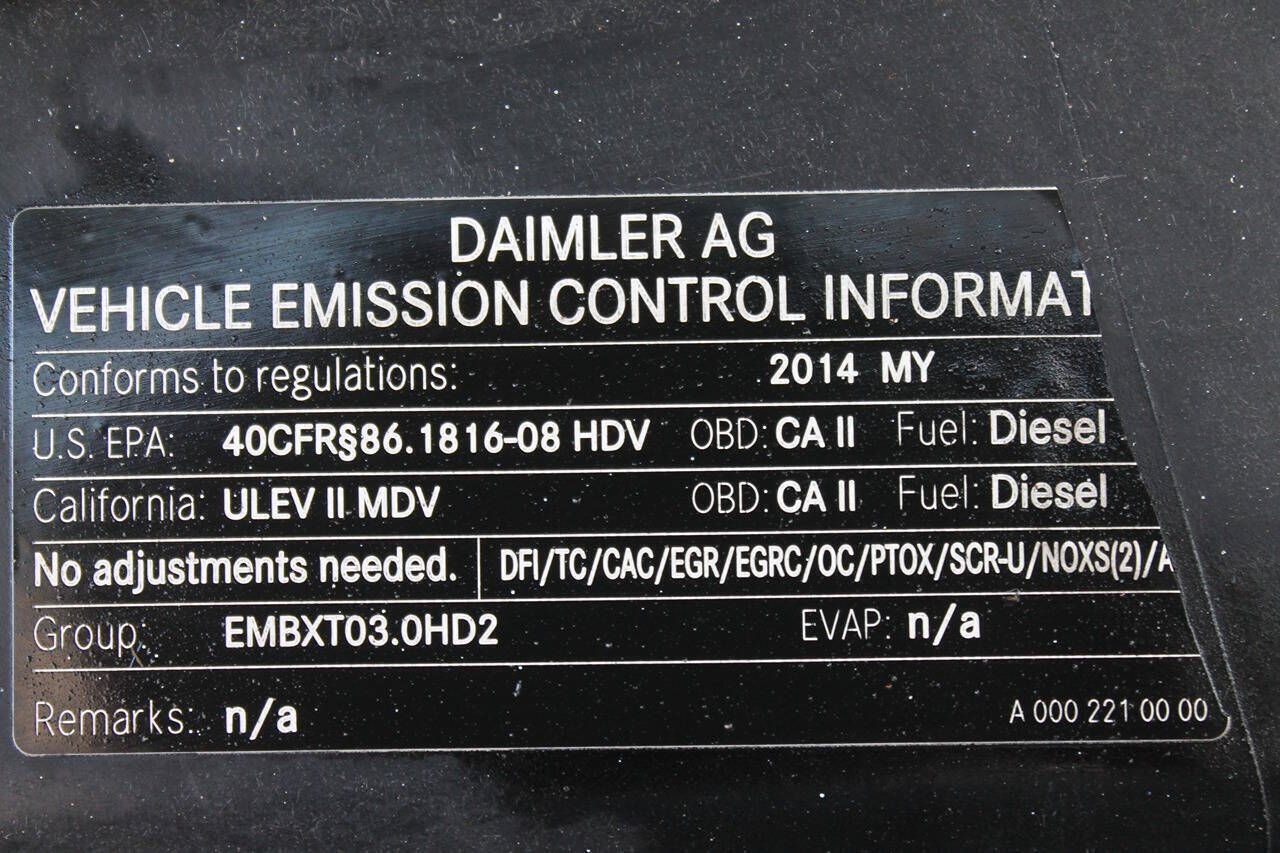 DAIMLER AG
VEHICLE EMISSION CONTROL INFORMAT
Conforms to regulations: 2014 MY
U.S. EPA: 40CFR§86.1816-08 HDV OBD: CA II Fuel: Diesel
California: ULEV II MDV OBD: CA II Fuel: Diesel
No adjustments needed. DFI/TC/CAC/EGR/EGRC/OC/PTOX/SCR-U/NOXS(2)/A
Group: EMBXT03.0HD2 EVAP: n/a
Remarks: n/a A 000 221 00 00